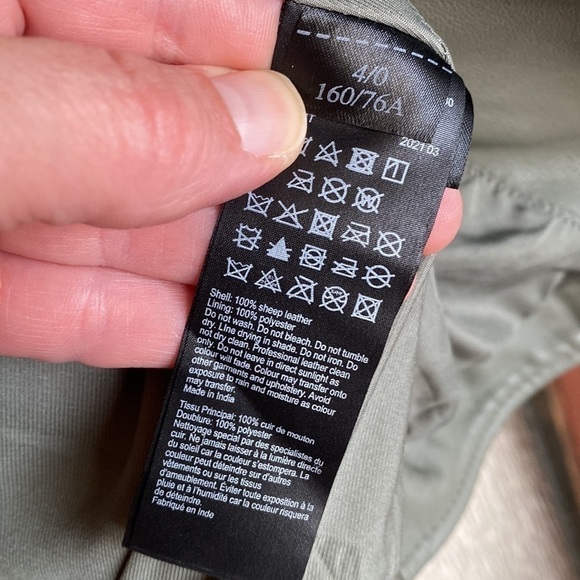 4/0
160/76A
2021 03
Shell: 100% sheep leather
Lining: 100% polyester
Do not wash. Do not bleach. Do not tumble
dry. Line drying in shade. Do not iron. Do
not dry clean. Professional leather clean
only. Do not leave in direct sunlight as
colour will fade. Colour may transfer onto
other garments and upholstery. Avoid
exposure to rain and moisture as colour
may transfer.
Made in India
Tissu Principal: 100% cuir de mouton
Doublure: 100% polyester
Nettoyage special par des specialistes du
cuir. Ne jamais laisser à la lumière directe
du soleil car la couleur s'estompera. La
couleur peut déteindre sur d'autres
vêtements ou sur les tissus
d'ameublement. Eviter toute exposition à la
pluie et à l'humidité car la couleur risquera
de déteindre.
Fabriqué en Inde